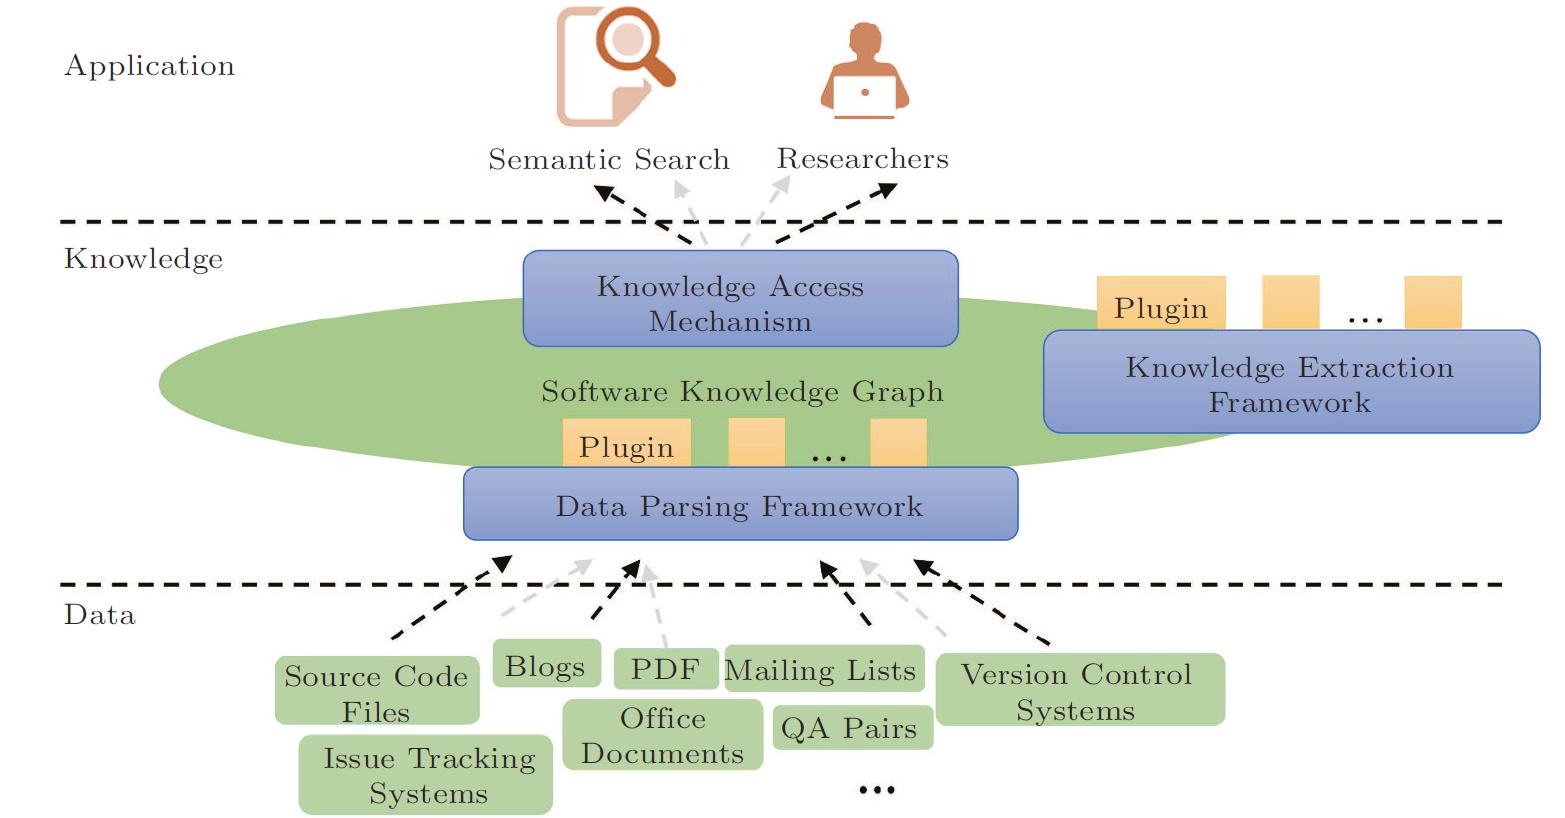 Application
Semantic Search
Researchers
Knowledge
Knowledge Access
Mechanism
Plugin
...
Knowledge Extraction
Framework
Software Knowledge Graph
Plugin
...
Data Parsing Framework
Data
Source Code
Files
Blogs
PDF
Mailing Lists
Version Control
Systems
Office
Documents
QA Pairs
Issue Tracking
Systems
...